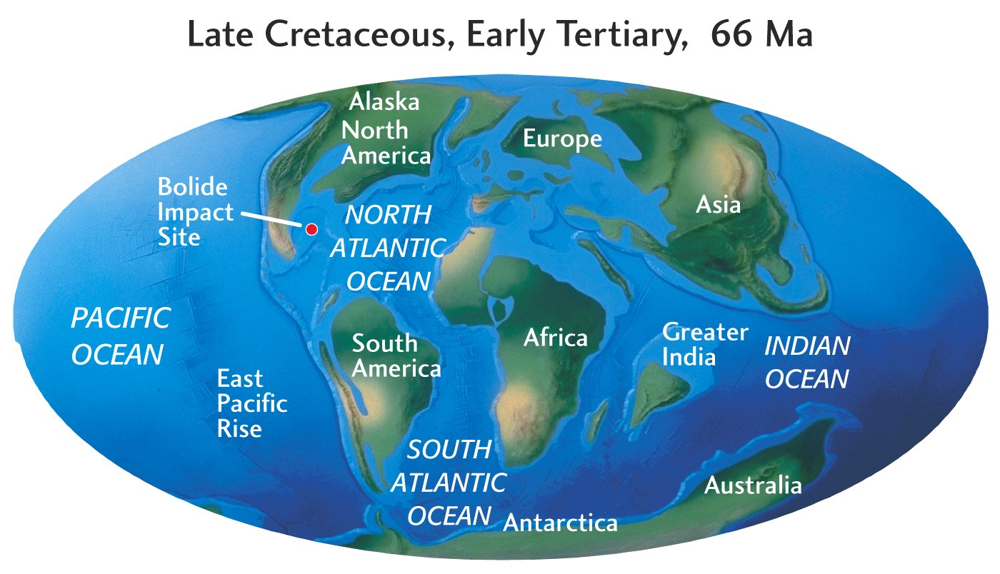 Late Cretaceous, Early Tertiary, 66 Ma
Alaska
North
America
Europe
Bolide
Impact
Site
Asia
NORTH
ATLANTIC
OCEAN
PACIFIC
OCEAN
South
America
Africa
Greater
India
INDIAN
OCEAN
East
Pacific
Rise
SOUTH
ATLANTIC
OCEAN
Australia
Antarctica